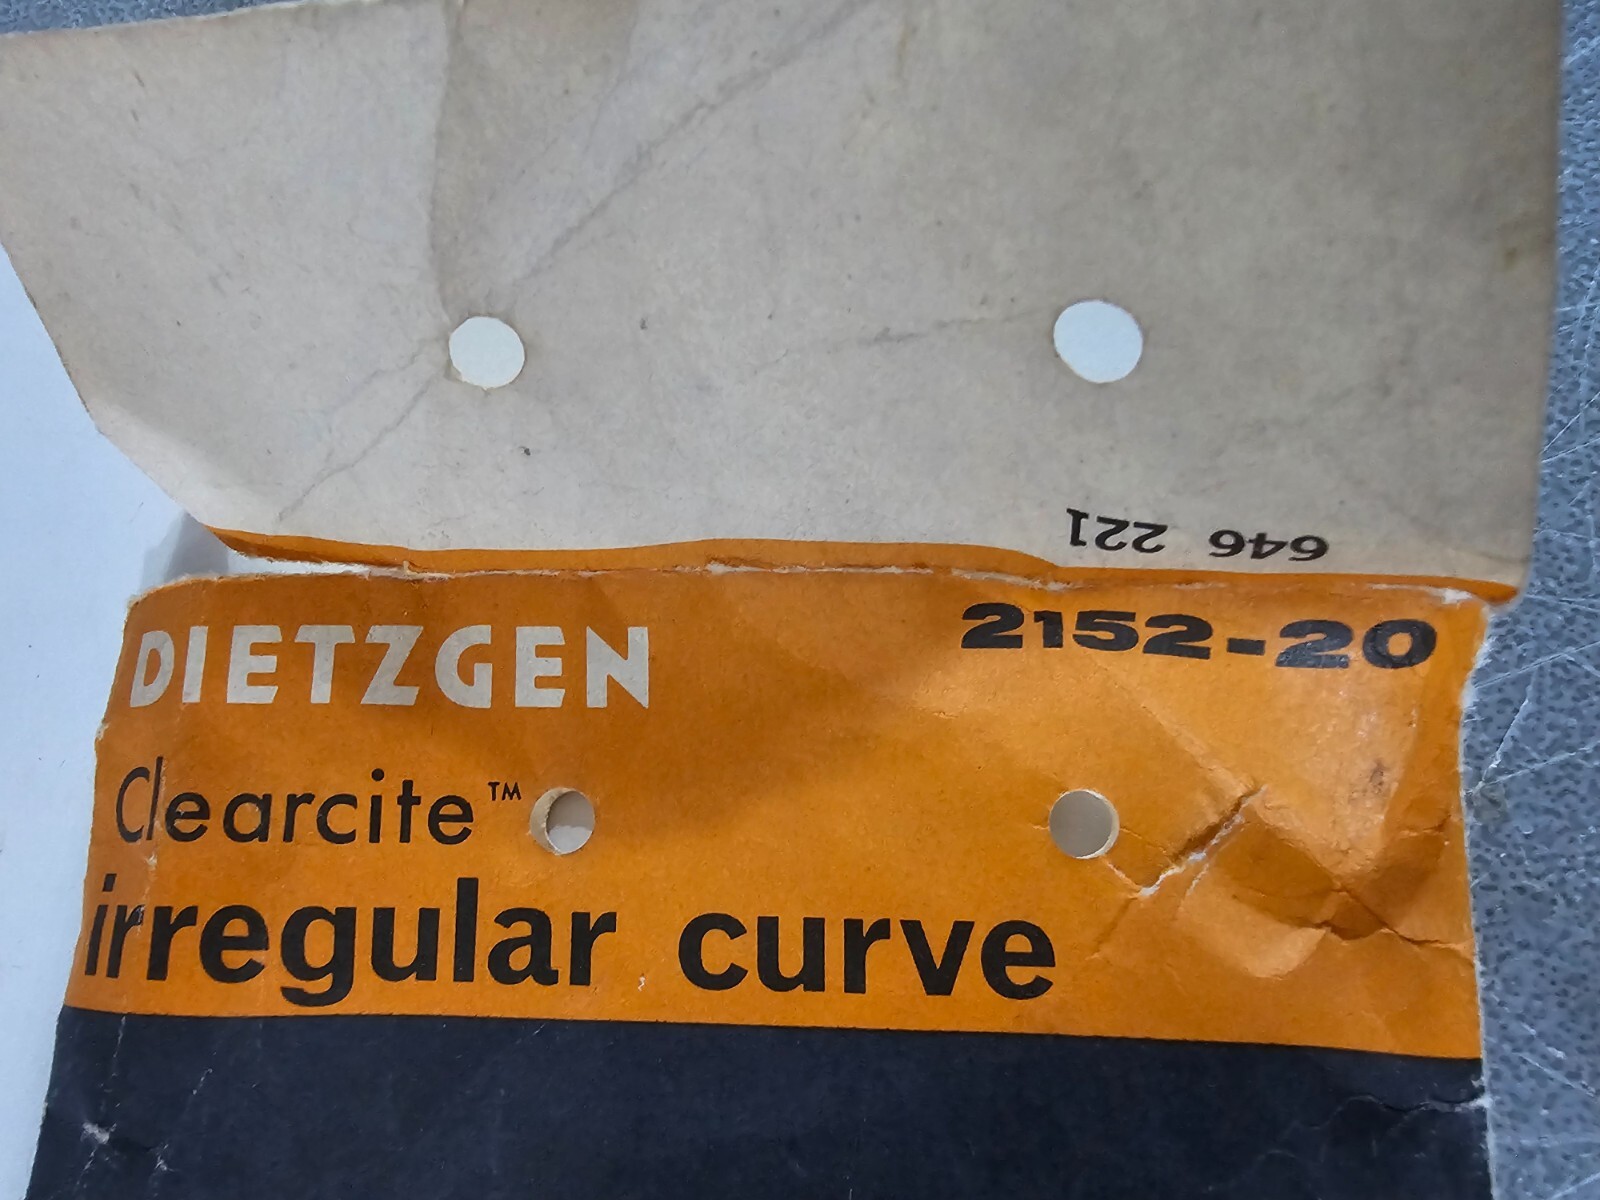 646 221
DIETZGEN
2152-20
Clearcite™
irregular curve